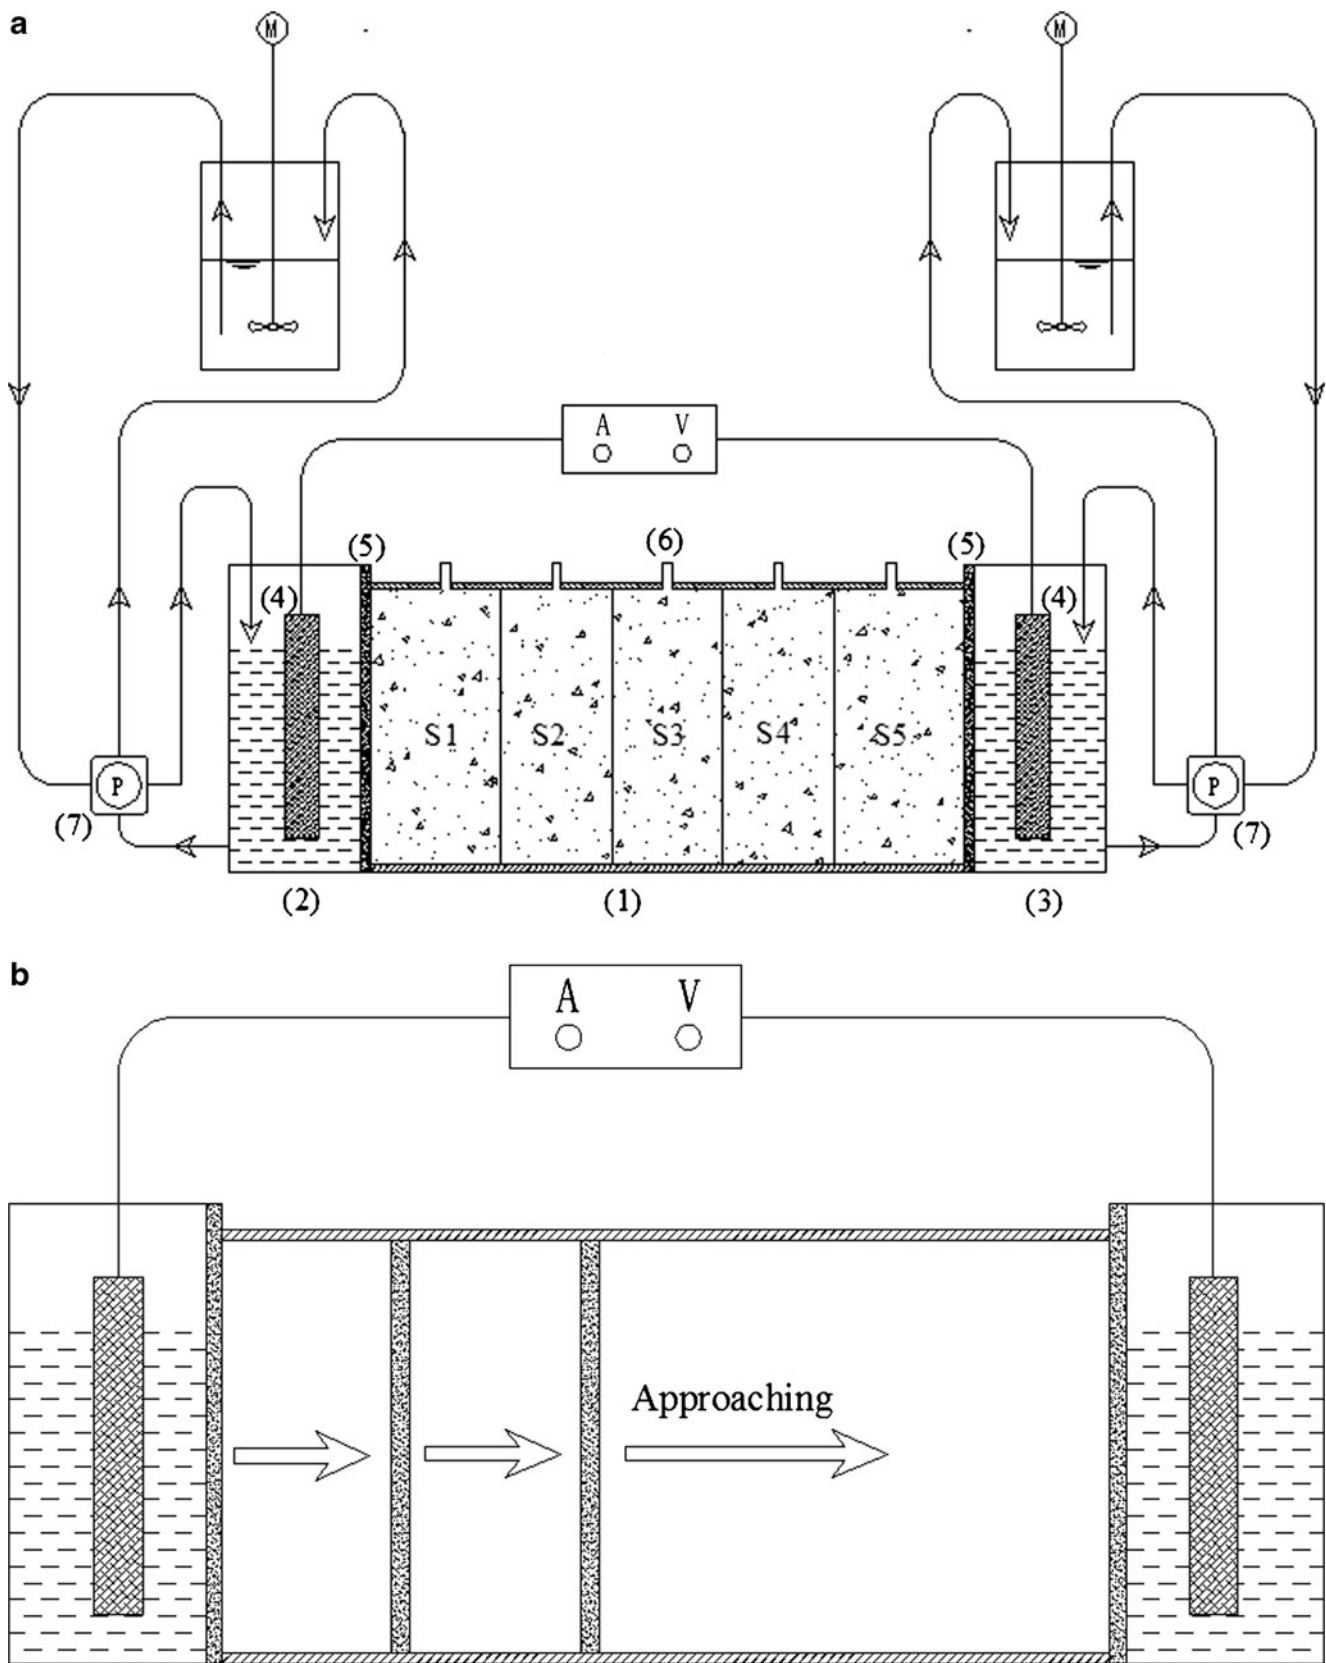 a
M M
A V
(5) (6) (5)
(4) (4)
S1 S2 S3 S4 S5
P P
(7) (7)
(2) (1) (3)
b
A V
Approaching